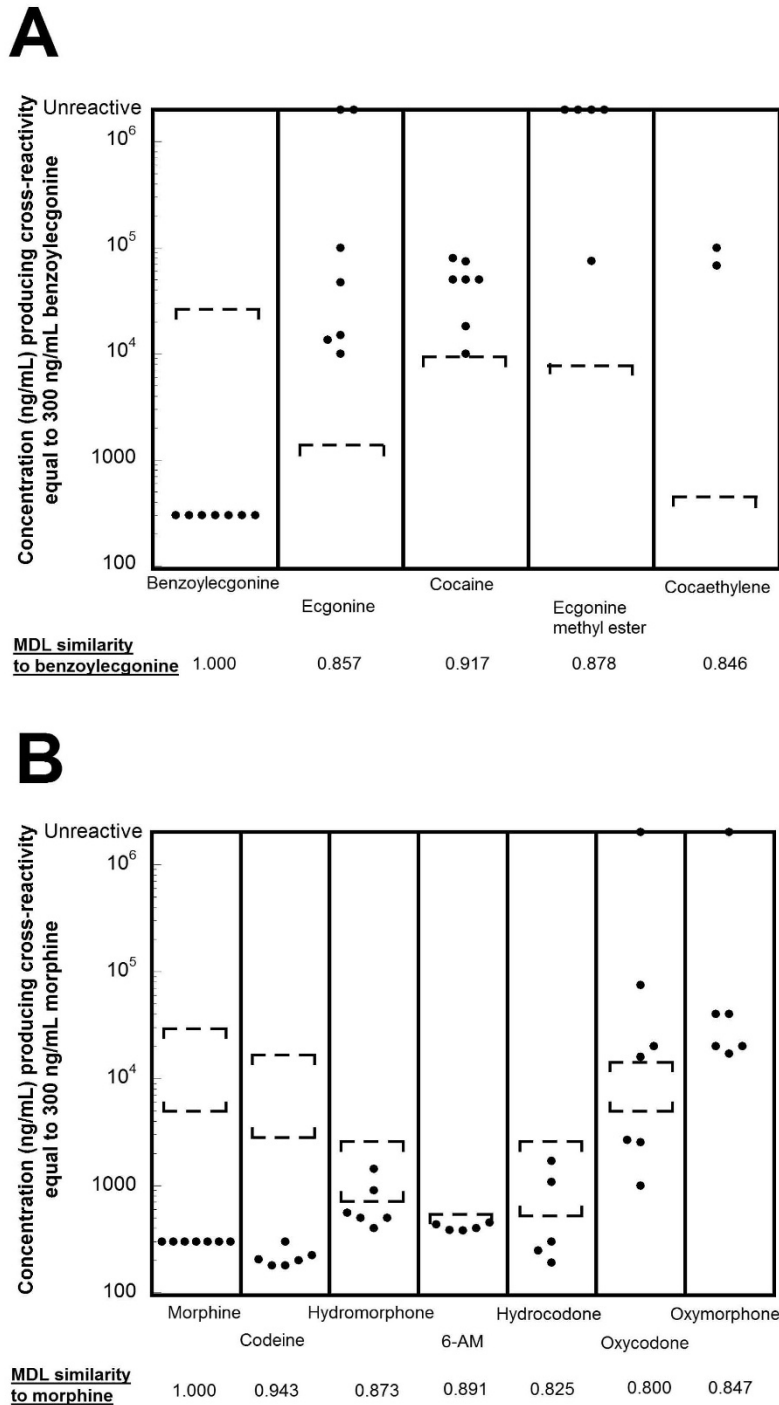 A
Concentration (ng/mL) producing cross-reactivity
equal to 300 ng/mL benzoylecgonine
Unreactive
10⁶
10⁵
10⁴
1000
100
Benzoylecgonine
Ecgonine
Cocaine
Ecgonine
methyl ester
Cocaethylene
MDL similarity
to benzoylecgonine 1.000 0.857 0.917 0.878 0.846
B
Concentration (ng/mL) producing cross-reactivity
equal to 300 ng/mL morphine
Unreactive
10⁶
10⁵
10⁴
1000
100
Morphine Hydromorphone Hydrocodone Oxymorphone
Codeine 6-AM Oxycodone
MDL similarity
to morphine 1.000 0.943 0.873 0.891 0.825 0.800 0.847